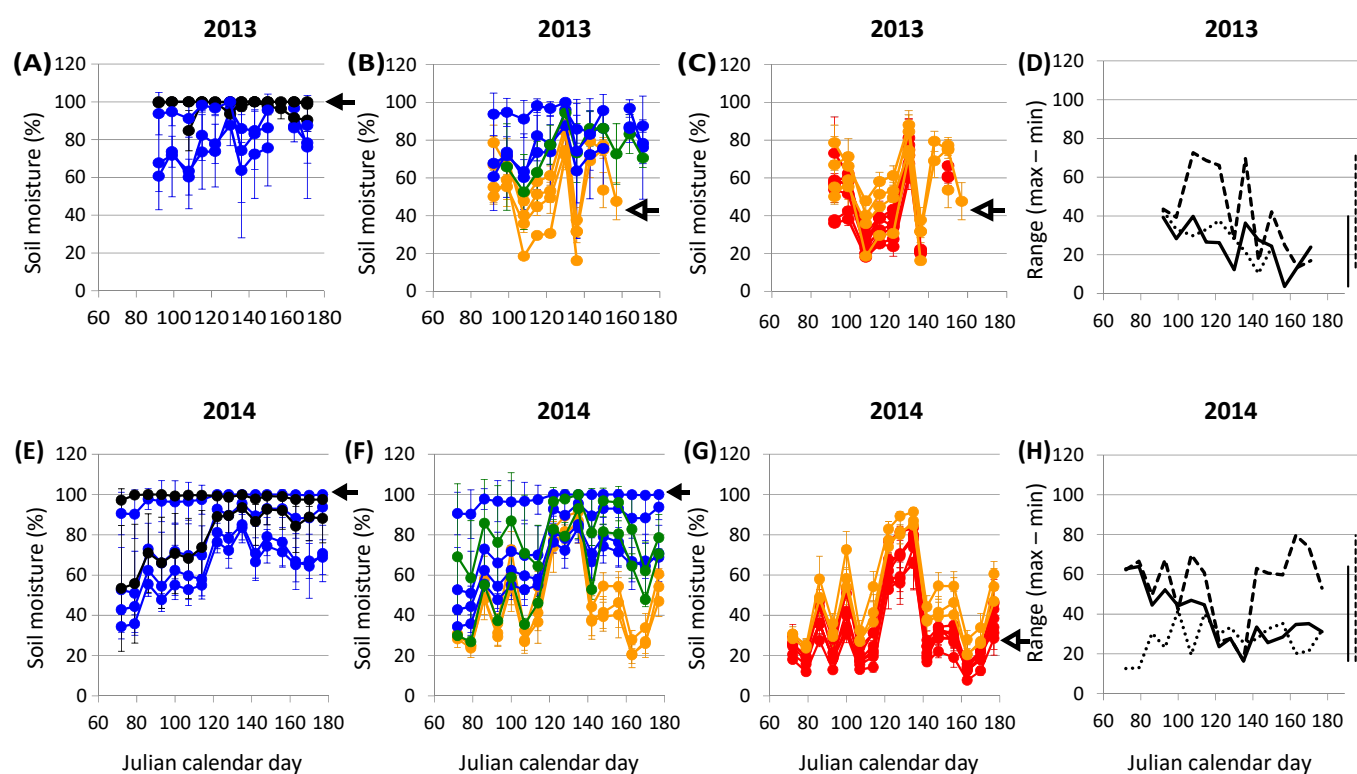 2013 2013 2013 2013
(A) (B) (C) (D)
120 120 120 120
100 100 100 100
80 80 80 80
60 60 60 60
40 40 40 40
20 20 20 20
0 0 0 0
60 80 100 120 140 160 180 60 80 100 120 140 160 180 60 80 100 120 140 160 180 60 80 100 120 140 160 180
Soil moisture (%) Soil moisture (%) Soil moisture (%) Range (max – min)
2014 2014 2014 2014
(E) (F) (G) (H)
120 120 120 120
100 100 100 100
80 80 80 80
60 60 60 60
40 40 40 40
20 20 20 20
0 0 0 0
60 80 100 120 140 160 180 60 80 100 120 140 160 180 60 80 100 120 140 160 180 60 80 100 120 140 160 180
Soil moisture (%) Soil moisture (%) Soil moisture (%) Range (max – min)
Julian calendar day Julian calendar day Julian calendar day Julian calendar day